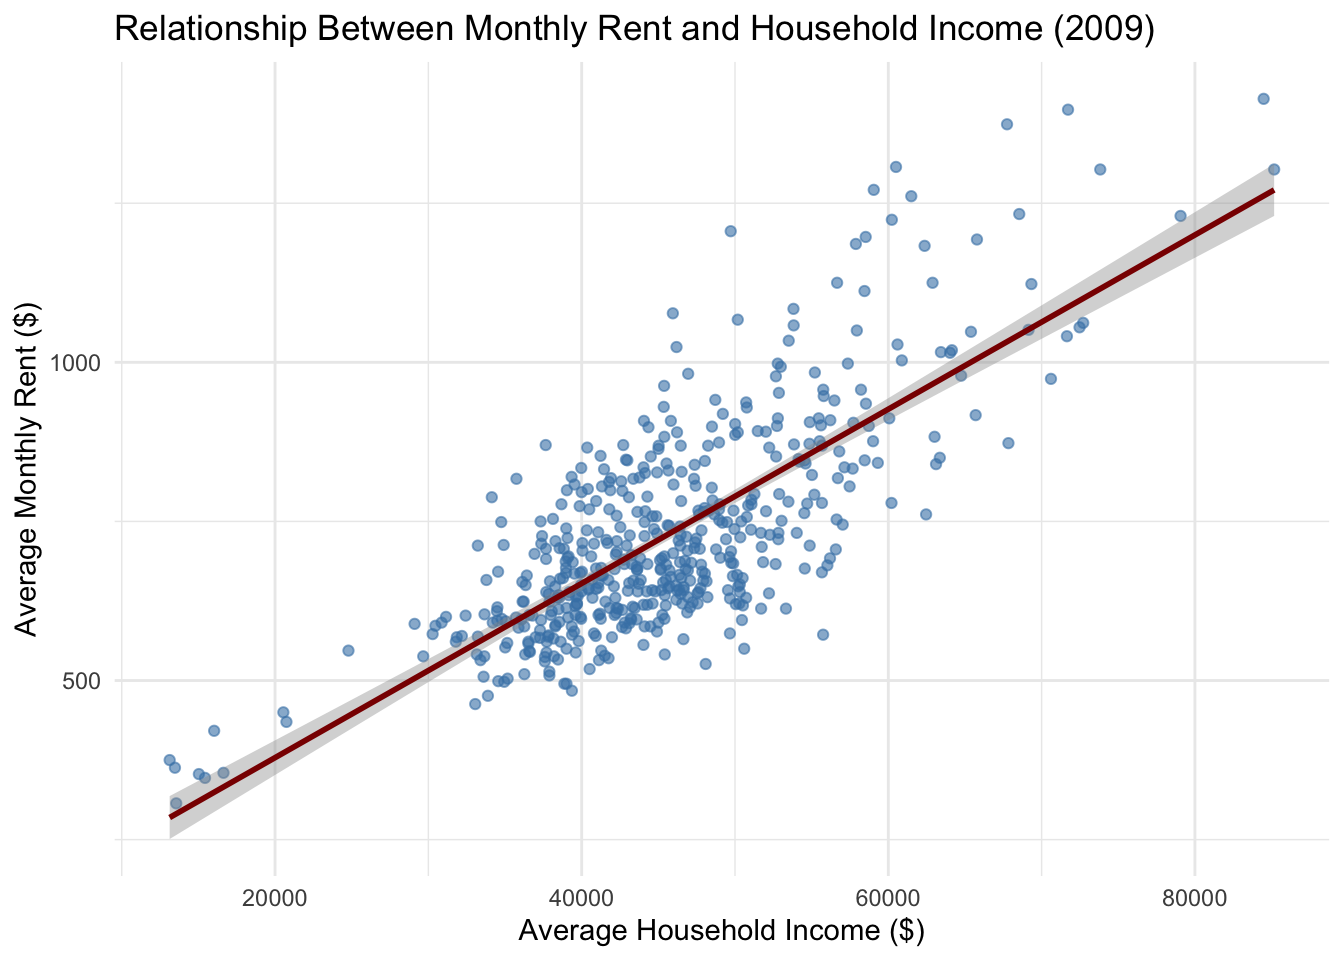 Relationship Between Monthly Rent and Household Income (2009)
Average Monthly Rent ($)
1000
500
20000 40000 60000 80000
Average Household Income ($)